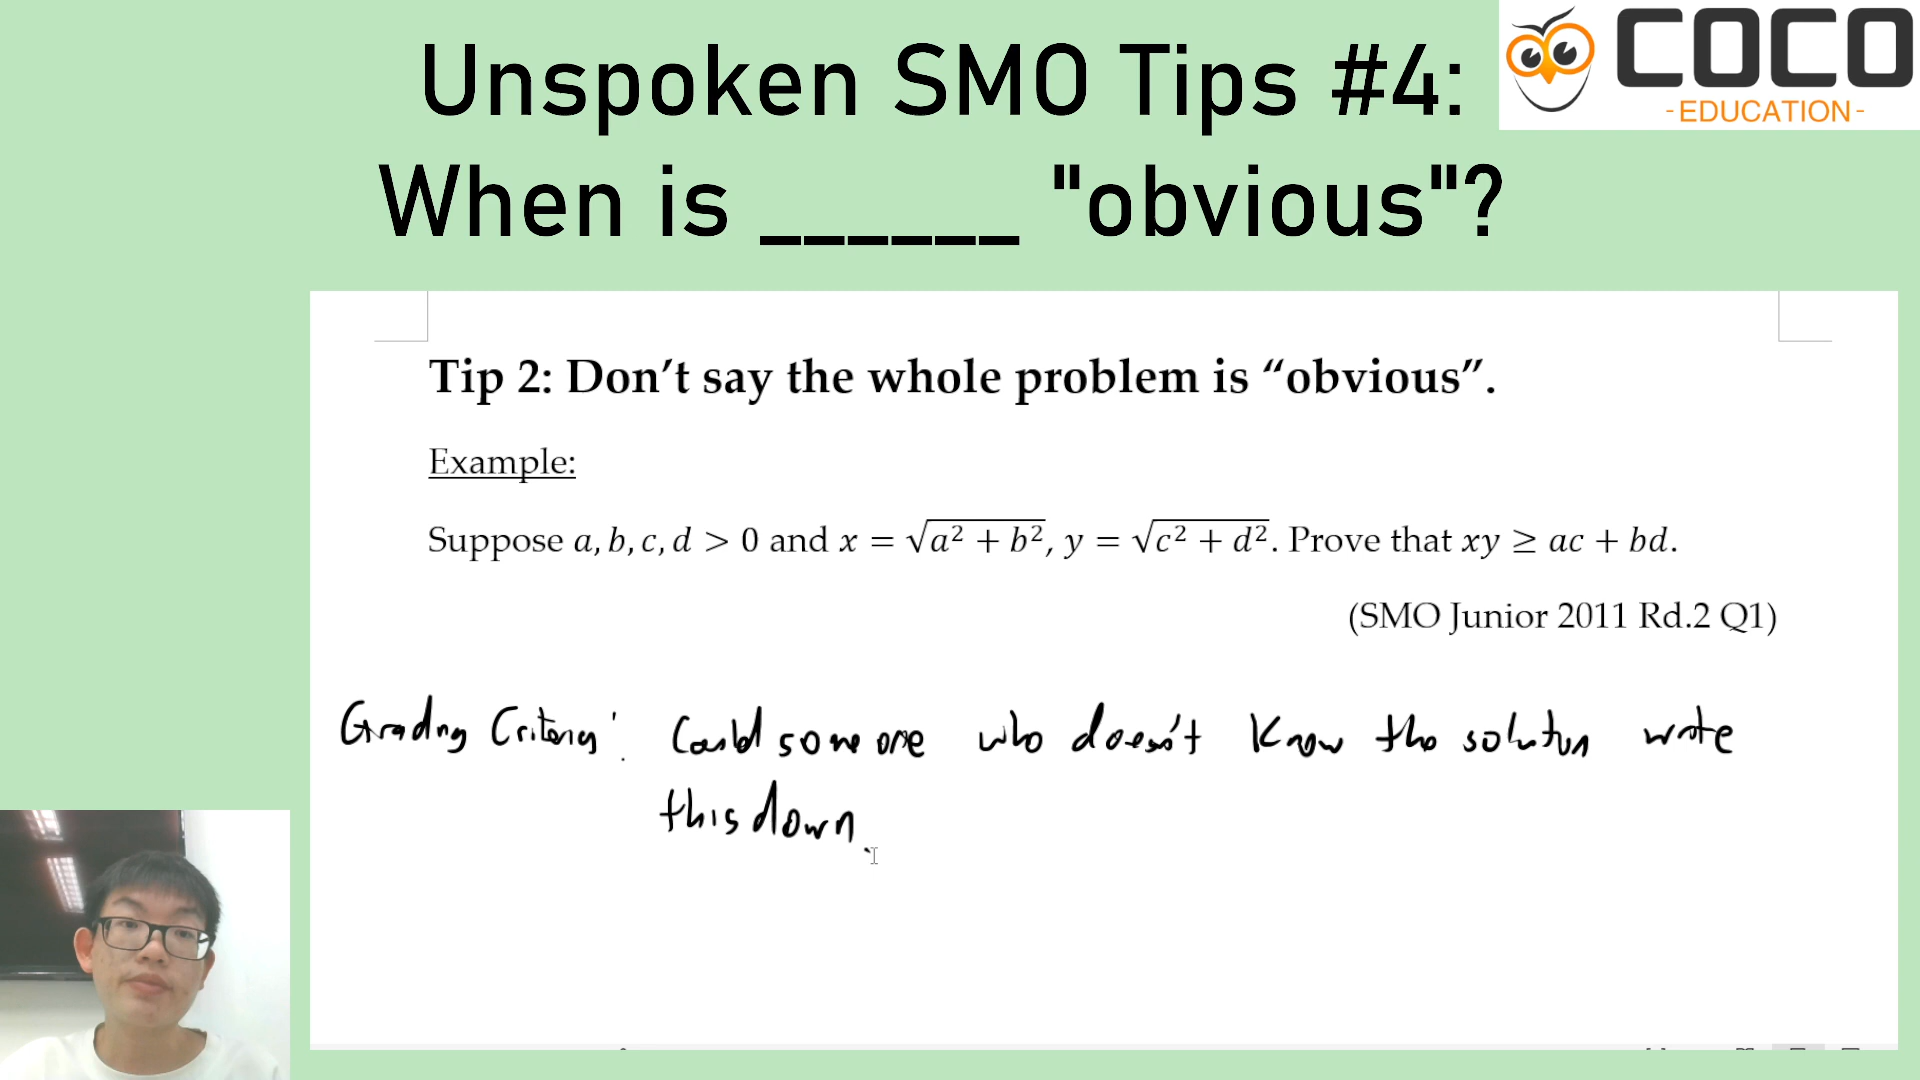 Unspoken SMO Tips #4:
When is ______ "obvious"?
COCO
-EDUCATION-
Tip 2: Don’t say the whole problem is “obvious”.
Example:
Suppose a, b, c, d > 0 and x = √(a² + b²), y = √(c² + d²). Prove that xy ≥ ac + bd.
(SMO Junior 2011 Rd.2 Q1)
Grading Criteria: Could someone who doesn't know the solution write
this down.